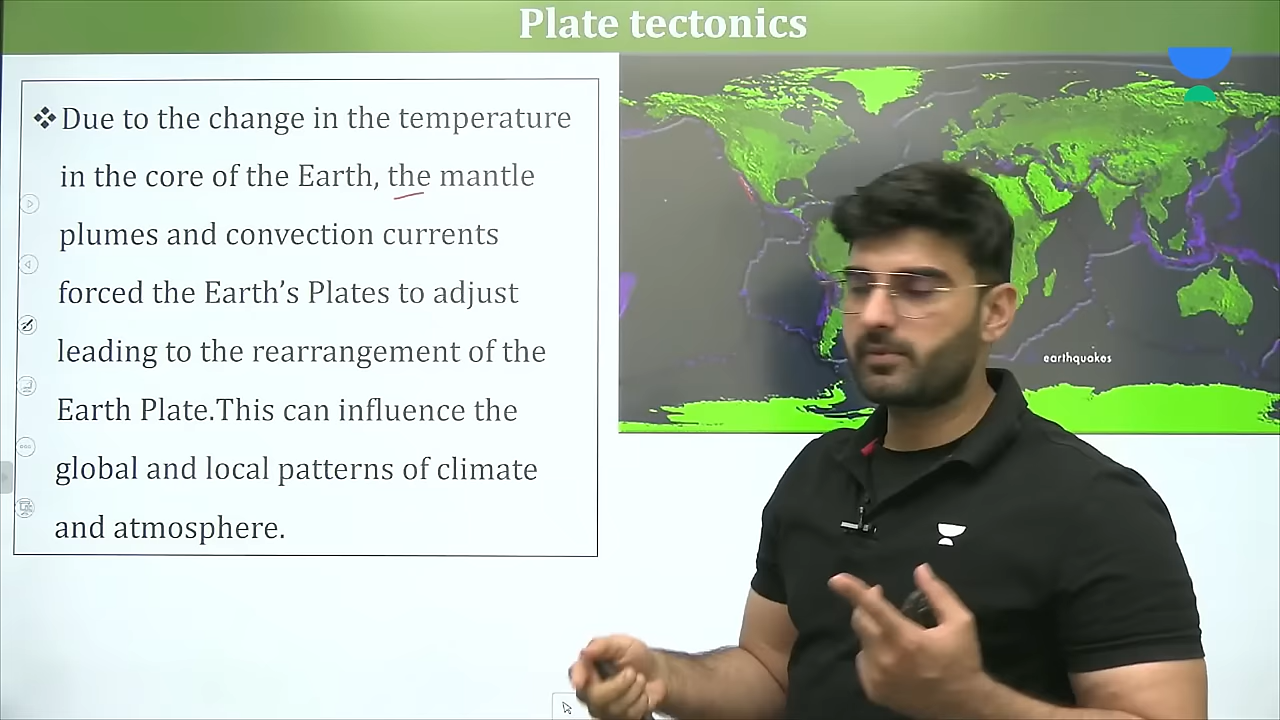 Plate tectonics
❖Due to the change in the temperature
in the core of the Earth, the mantle
plumes and convection currents
forced the Earth's Plates to adjust
leading to the rearrangement of the
Earth Plate.This can influence the
global and local patterns of climate
and atmosphere.
earthquakes